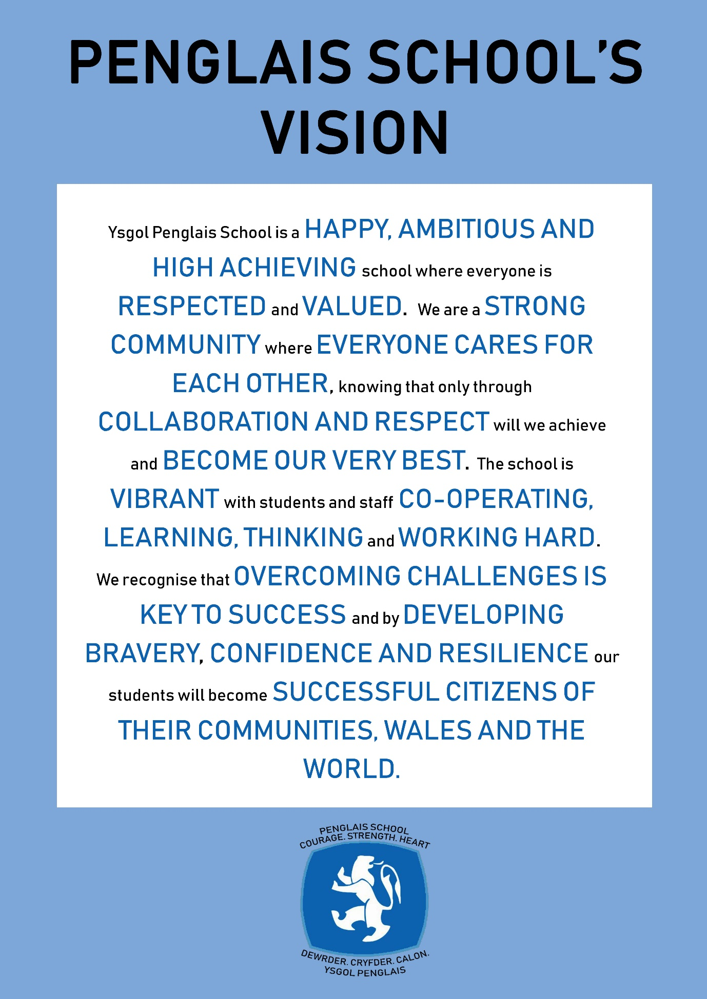 PENGLAIS SCHOOL'S
VISION
Ysgol Penglais School is a HAPPY, AMBITIOUS AND
HIGH ACHIEVING school where everyone is
RESPECTED and VALUED. We are a STRONG
COMMUNITY where EVERYONE CARES FOR
EACH OTHER, knowing that only through
COLLABORATION AND RESPECT will we achieve
and BECOME OUR VERY BEST. The school is
VIBRANT with students and staff CO-OPERATING,
LEARNING, THINKING and WORKING HARD.
We recognise that OVERCOMING CHALLENGES IS
KEY TO SUCCESS and by DEVELOPING
BRAVERY, CONFIDENCE AND RESILIENCE our
students will become SUCCESSFUL CITIZENS OF
THEIR COMMUNITIES, WALES AND THE
WORLD.
PENGLAIS SCHOOL
COURAGE. STRENGTH. HEART
DEWRDER. CRYFDER. CALON.
YSGOL PENGLAIS